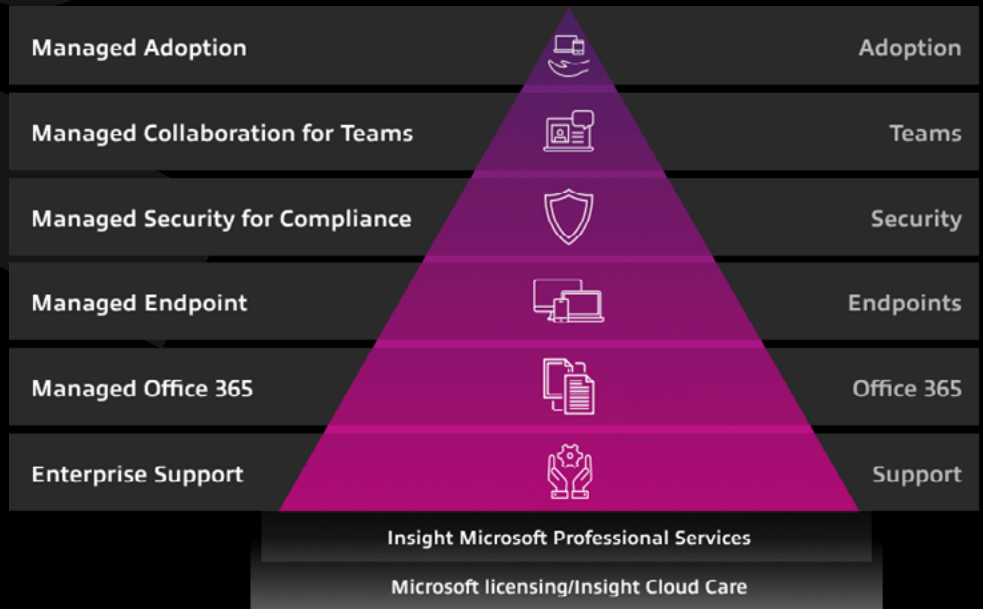 Managed Adoption
Adoption
Managed Collaboration for Teams
Teams
Managed Security for Compliance
Security
Managed Endpoint
Endpoints
Managed Office 365
Office 365
Enterprise Support
Support
Insight Microsoft Professional Services
Microsoft licensing/Insight Cloud Care